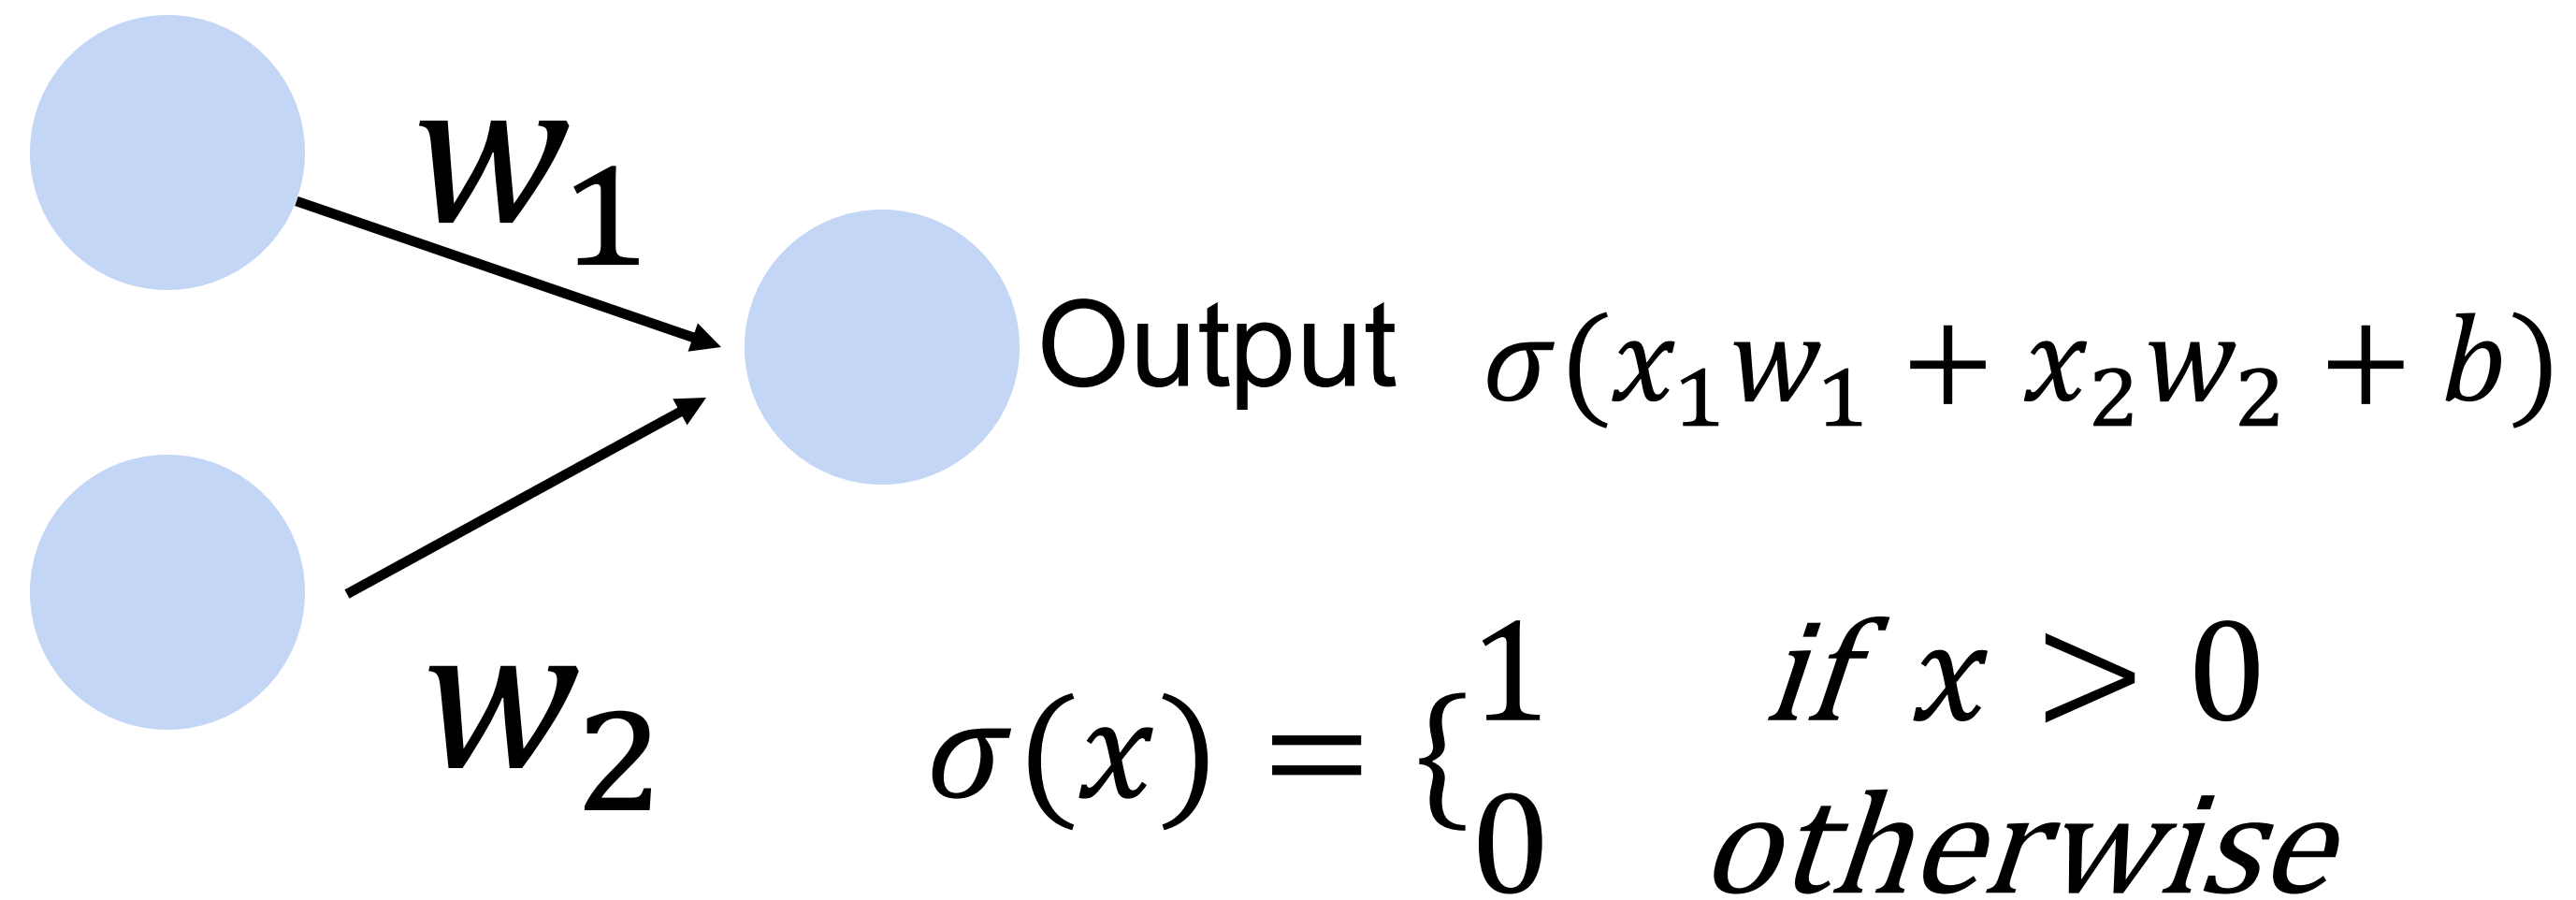 w₁
Output σ(x₁w₁ + x₂w₂ + b)
w₂
σ(x) = {1 if x > 0
0 otherwise